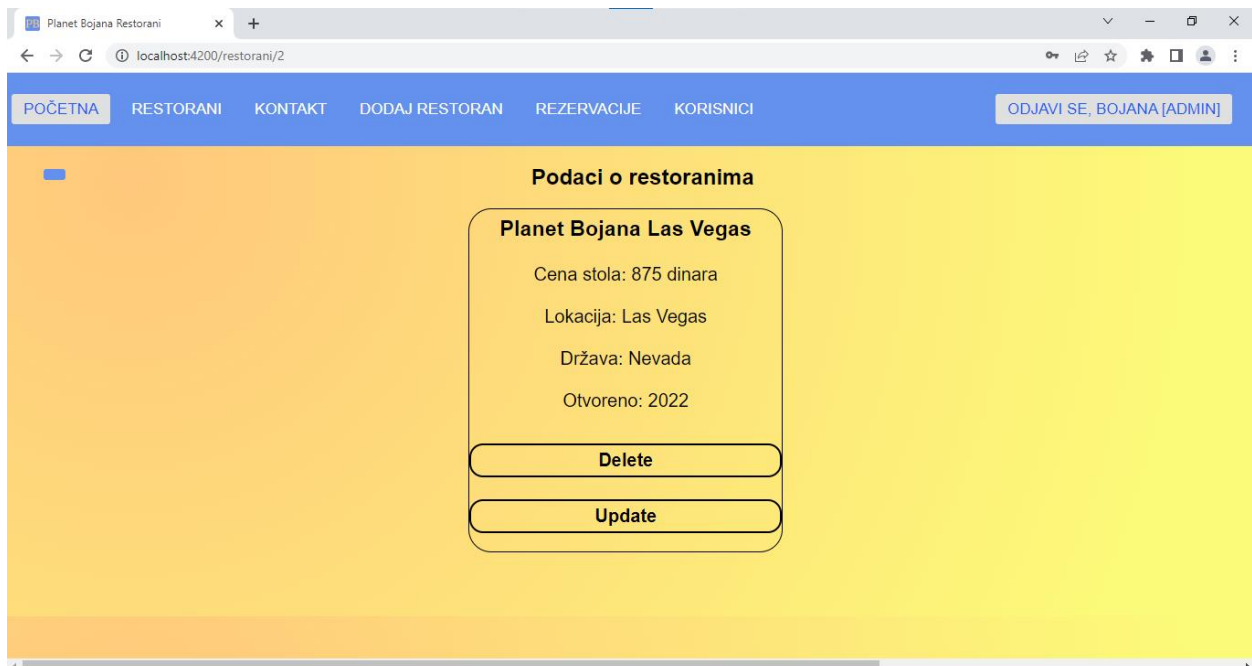 PB Planet Bojana Restorani
localhost:4200/restorani/2
POČETNA RESTORANI KONTAKT DODAJ RESTORAN REZERVACIJE KORISNICI ODJAVI SE, BOJANA [ADMIN]
Podaci o restoranima
Planet Bojana Las Vegas
Cena stola: 875 dinara
Lokacija: Las Vegas
Država: Nevada
Otvoreno: 2022
Delete
Update